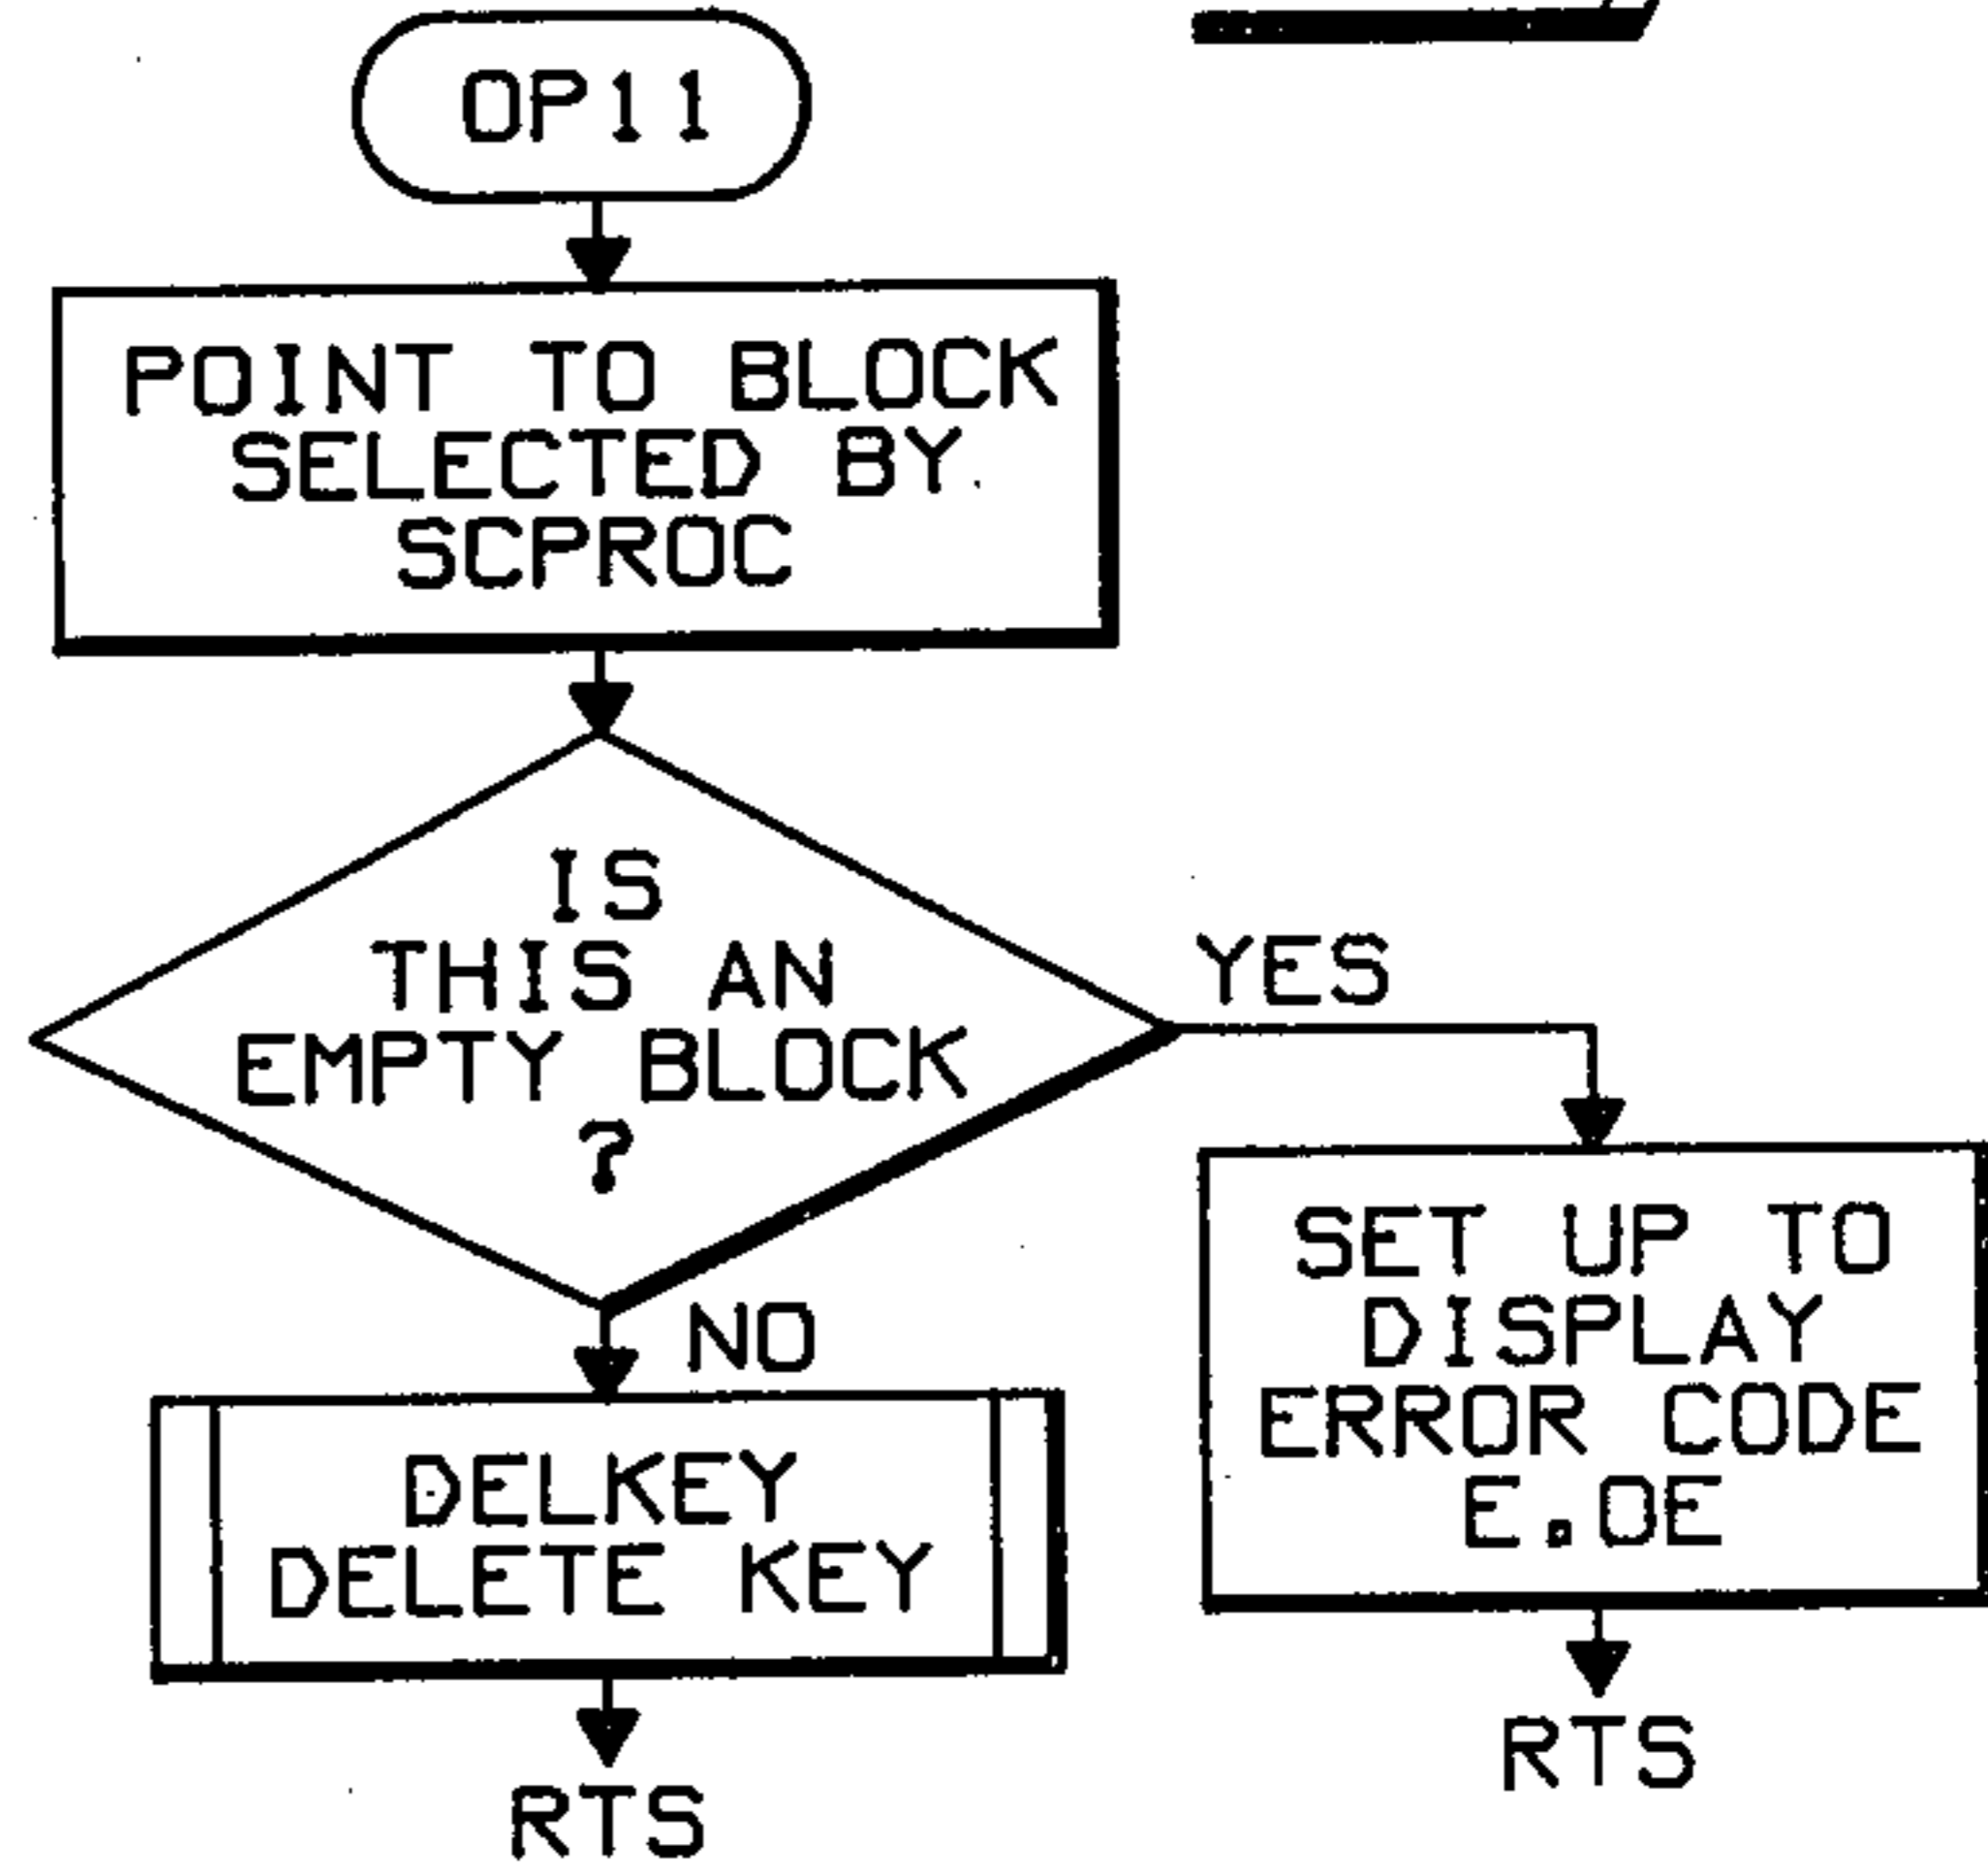 OP11
POINT TO BLOCK
SELECTED BY
SCPROC
IS
THIS AN
EMPTY BLOCK
?
YES
NO
SET UP TO
DISPLAY
ERROR CODE
E.OE
DELKEY
DELETE KEY
RTS
RTS